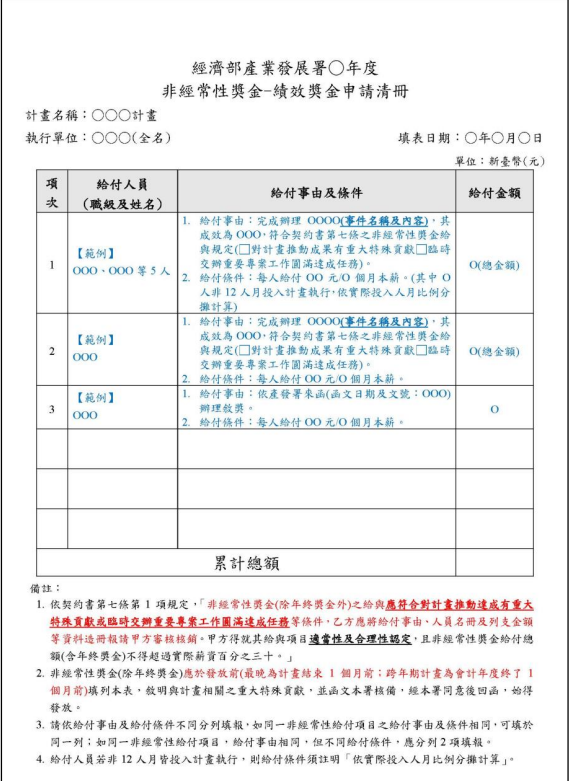 經濟部產業發展署○年度
非經常性獎金-績效獎金申請清冊
計畫名稱：○○○計畫
執行單位：○○○(全名)
填表日期：○年○月○日
單位：新臺幣(元)
項次
給付人員
(職級及姓名)
給付事由及條件
給付金額
1
【範例】
OOO、OOO 等 5 人
1. 給付事由：完成辦理 OOOO(事件名稱及內容)，其
成效為 OOO，符合契約書第七條之非經常性獎金給
與規定(□對計畫推動成果有重大特殊貢獻□臨時
交辦重要專案工作圓滿達成任務)。
2. 給付條件：每人給付 OO 元/O 個月本薪。(其中 O
人非 12 人月投入計畫執行，依實際投入人月比例分
攤計算)
O(總金額)
2
【範例】
OOO
1. 給付事由：完成辦理 OOOO(事件名稱及內容)，其
成效為 OOO，符合契約書第七條之非經常性獎金給
與規定(□對計畫推動成果有重大特殊貢獻□臨時
交辦重要專案工作圓滿達成任務)。
2. 給付條件：每人給付 OO 元/O 個月本薪。
O(總金額)
3
【範例】
OOO
1. 給付事由：依產發署來函(函文日期及文號：OOO)
辦理敘獎。
2. 給付條件：每人給付 OO 元/O 個月本薪。
O
累計總額
備註：
1. 依契約書第七條第 1 項規定，「非經常性獎金(除年終獎金外)之給與應符合對計畫推動達成有重大
特殊貢獻或臨時交辦重要專案工作圓滿達成任務等條件，乙方應將給付事由、人員名冊及列支金額
等資料造冊報請甲方審核核銷。甲方得就其給與項目適當性及合理性認定，且非經常性獎金給付總
額(含年終獎金)不得超過實際薪資百分之三十。」
2. 非經常性獎金(除年終獎金)應於發放前(最晚為計畫結束 1 個月前；跨年期計畫為會計年度終了 1
個月前)填列本表，敘明與計畫相關之重大特殊貢獻，並函文本署核備，經本署同意後回函，始得
發放。
3. 請依給付事由及給付條件不同分列填報，如同一非經常性給付項目之給付事由及條件相同，可填於
同一列；如同一非經常性給付項目，給付事由相同，但不同給付條件，應分列 2 項填報。
4. 給付人員若非 12 人月皆投入計畫執行，則給付條件須註明「依實際投入人月比例分攤計算」。